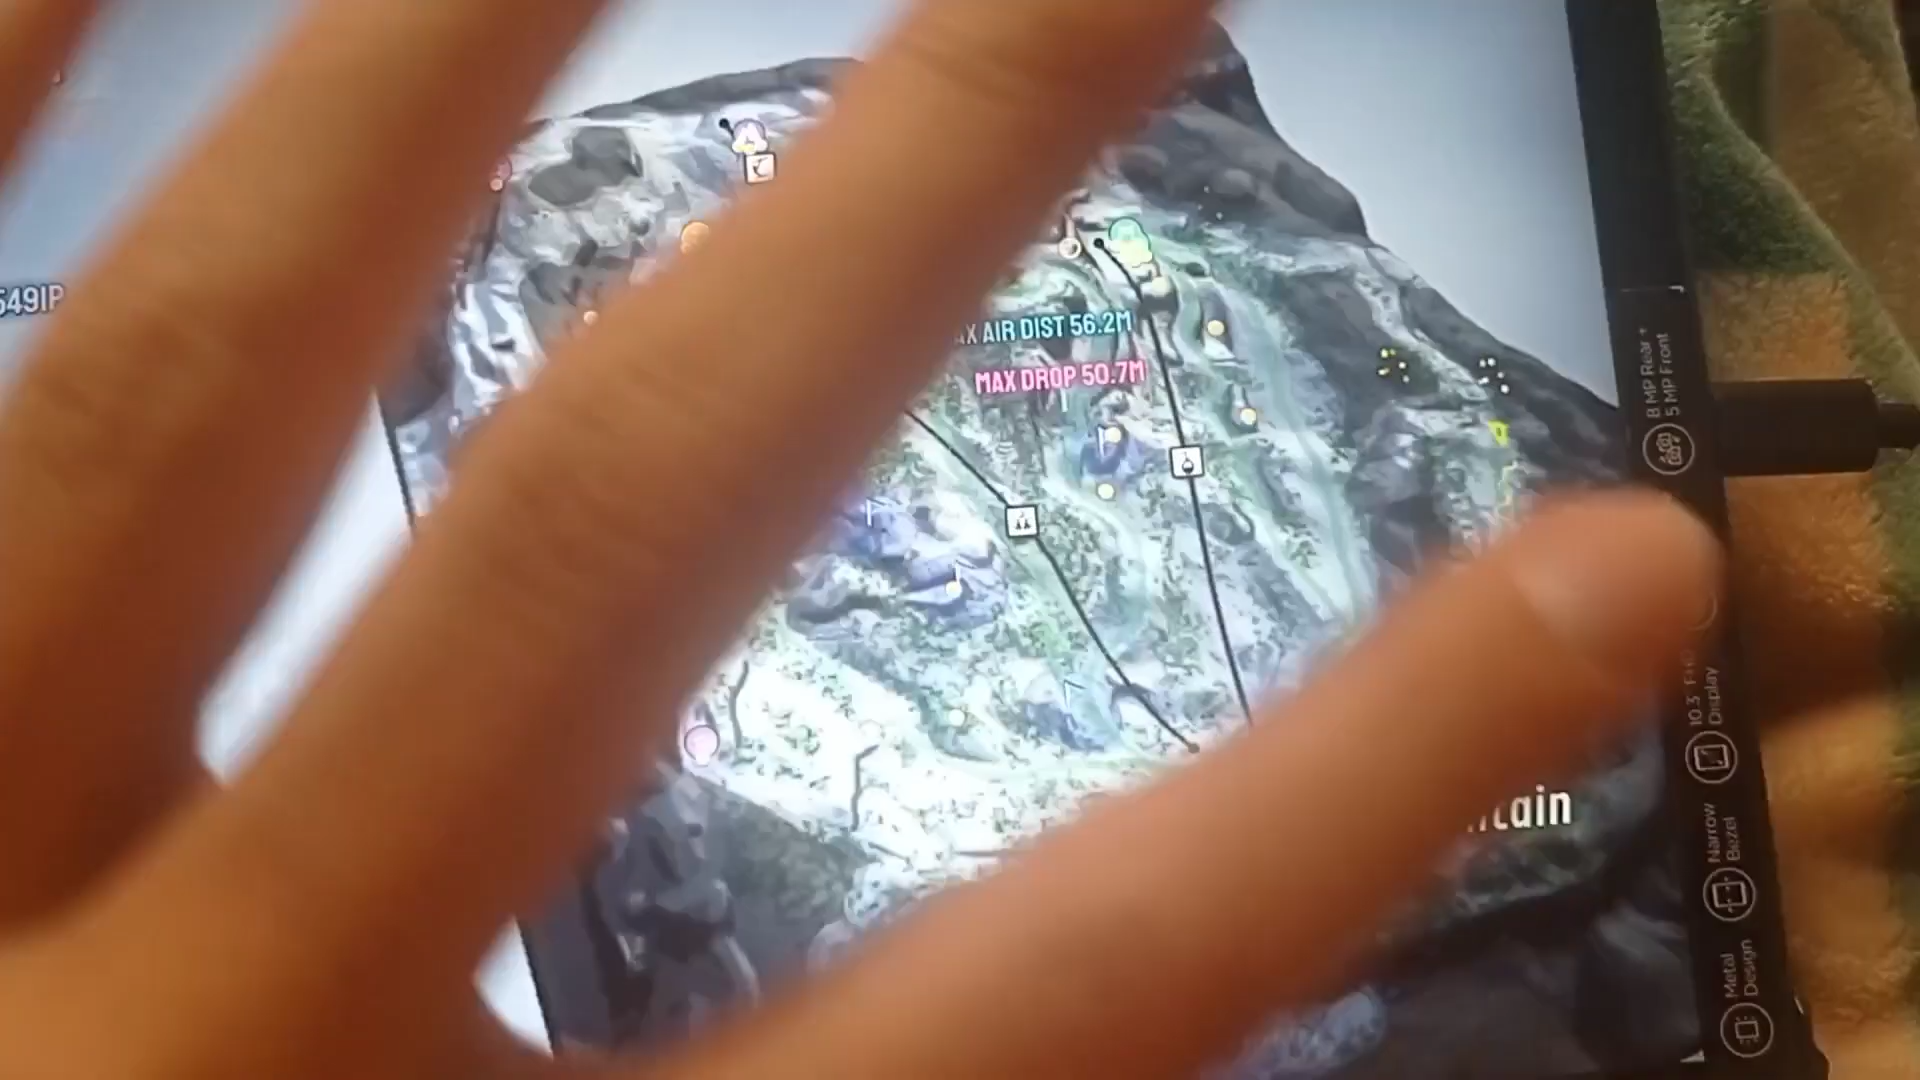 549IP
AX AIR DIST 56.2M
MAX DROP 50.7M
tain
8 MP Rear +
5 MP Front
10.3"
Display
Narrow
Bezel
Metal
Design